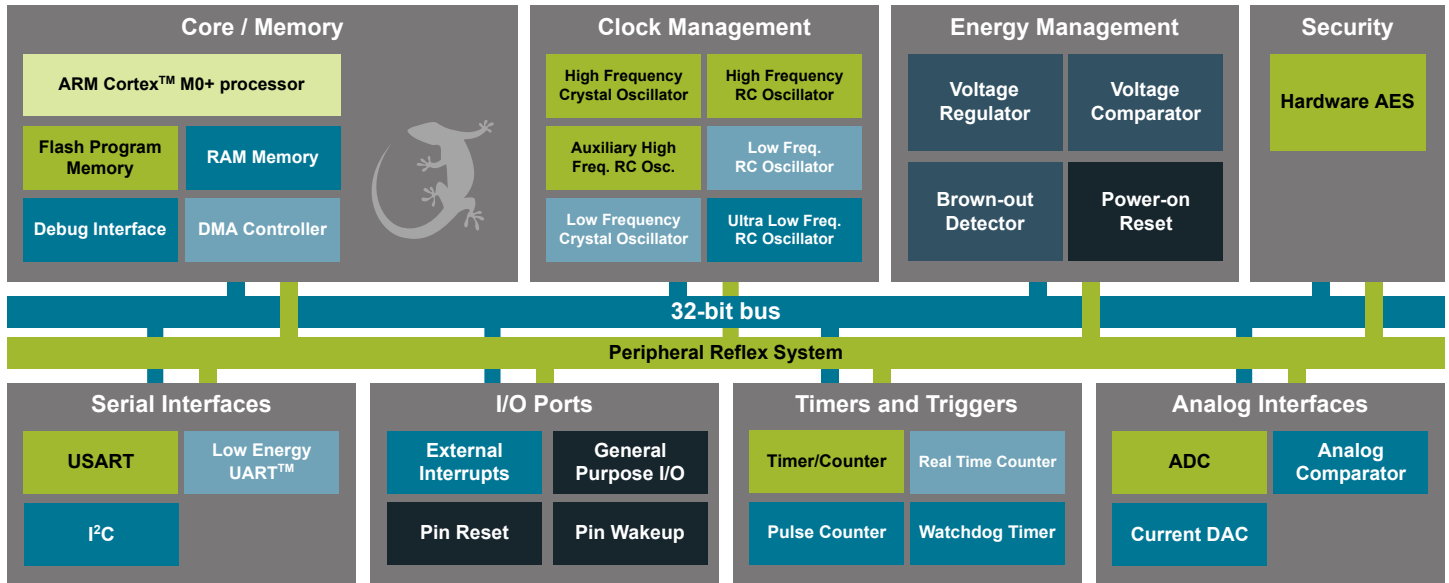 Core / Memory
ARM Cortex™ M0+ processor
Flash Program
Memory
RAM Memory
Debug Interface
DMA Controller
Clock Management
High Frequency
Crystal Oscillator
High Frequency
RC Oscillator
Auxiliary High
Freq. RC Osc.
Low Freq.
RC Oscillator
Low Frequency
Crystal Oscillator
Ultra Low Freq.
RC Oscillator
Energy Management
Voltage
Regulator
Voltage
Comparator
Brown-out
Detector
Power-on
Reset
Security
Hardware AES
32-bit bus
Peripheral Reflex System
Serial Interfaces
USART
Low Energy
UART™
I²C
I/O Ports
External
Interrupts
General
Purpose I/O
Pin Reset
Pin Wakeup
Timers and Triggers
Timer/Counter
Real Time Counter
Pulse Counter
Watchdog Timer
Analog Interfaces
ADC
Analog
Comparator
Current DAC